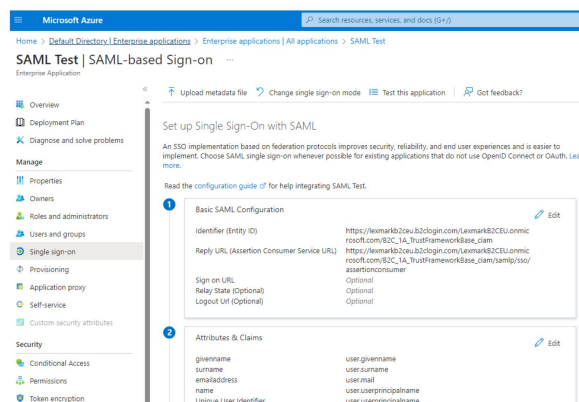 Microsoft Azure
Search resources, services, and docs (G+/)
Home > Default Directory | Enterprise applications > Enterprise applications | All applications > SAML Test
SAML Test | SAML-based Sign-on ...
Enterprise Application
Upload metadata file Change single sign-on mode Test this application Got feedback?
Overview
Deployment Plan
Diagnose and solve problems
Manage
Properties
Owners
Roles and administrators
Users and groups
Single sign-on
Provisioning
Application proxy
Self-service
Custom security attributes
Security
Conditional Access
Permissions
Token encryption
Set up Single Sign-On with SAML
An SSO implementation based on federation protocols improves security, reliability, and end user experiences and is easier to
implement. Choose SAML single sign-on whenever possible for existing applications that do not use OpenID Connect or OAuth. Lea
more.
Read the configuration guide for help integrating SAML Test.
1
Basic SAML Configuration
Edit
Identifier (Entity ID) https://lexmarkb2ceu.b2clogin.com/LexmarkB2CEU.onmic
rosoft.com/B2C_1A_TrustFrameworkBase_ciam
Reply URL (Assertion Consumer Service URL) https://lexmarkb2ceu.b2clogin.com/LexmarkB2CEU.onmic
rosoft.com/B2C_1A_TrustFrameworkBase_ciam/samlp/sso/
assertionconsumer
Sign on URL Optional
Relay State (Optional) Optional
Logout Url (Optional) Optional
2
Attributes & Claims
Edit
givenname user.givenname
surname user.surname
emailaddress user.mail
name user.userprincipalname
Unique User Identifier user.userprincipalname